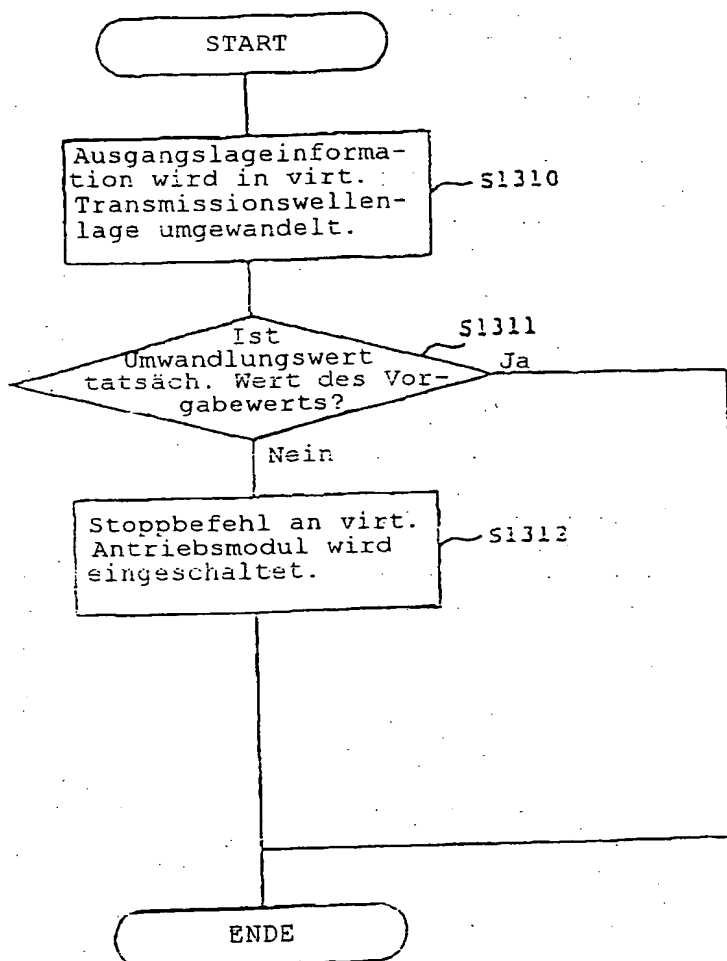 START
Ausgangslageinforma-
tion wird in virt.
Transmissionswellen-
lage umgewandelt.
S1310
Ist
Umwandlungswert
tatsäch. Wert des Vor-
gabewerts?
S1311
Ja
Nein
Stoppbefehl an virt.
Antriebsmodul wird
eingeschaltet.
S1312
ENDE